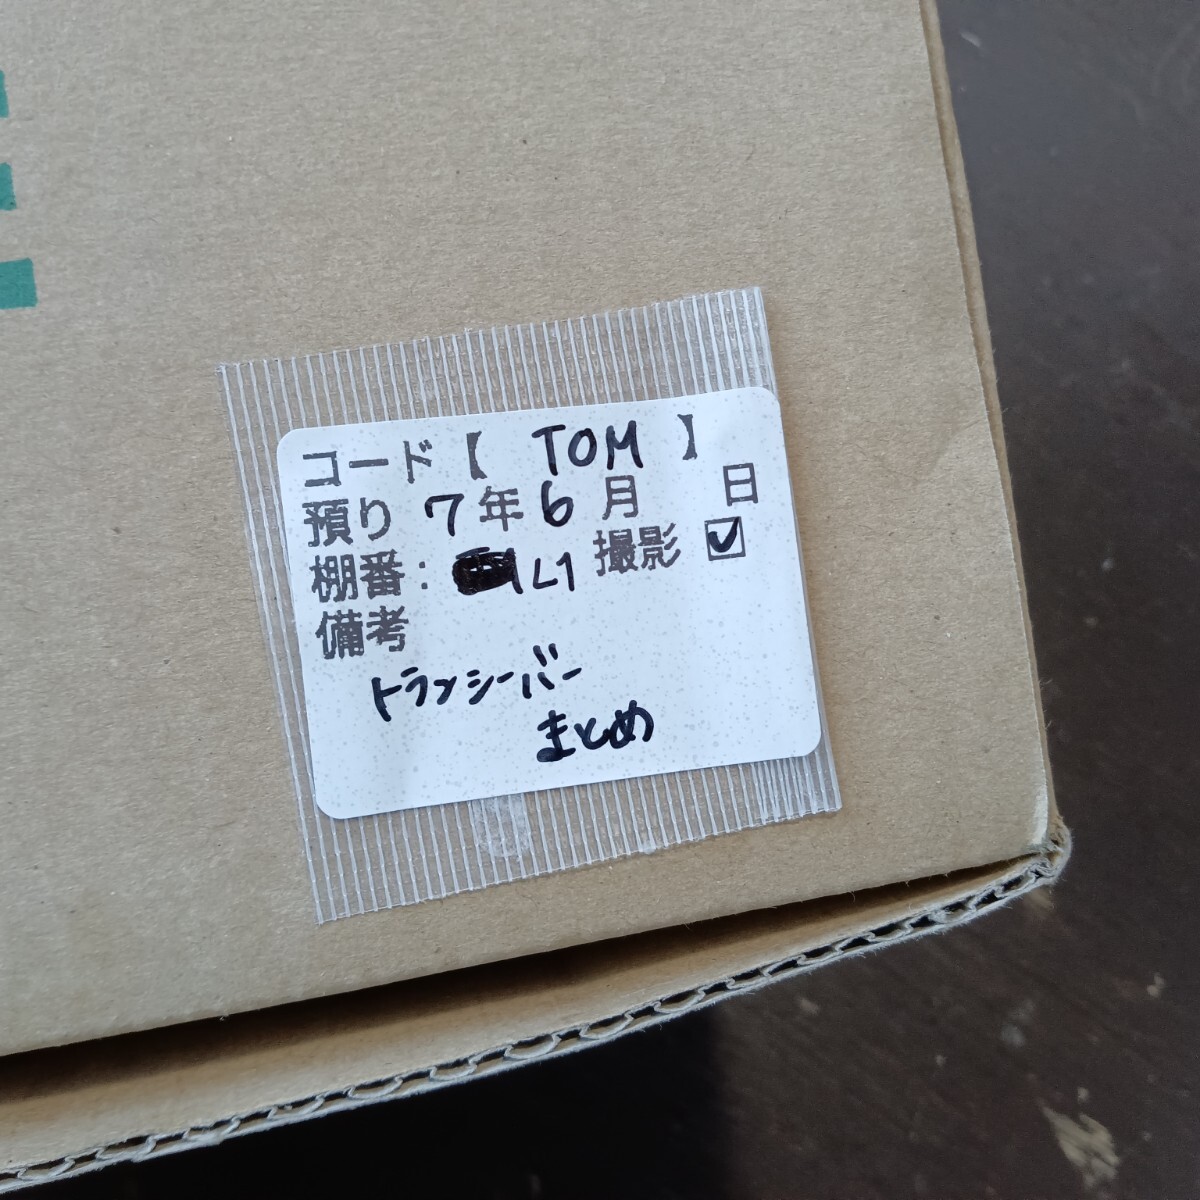 コード【 TOM 】
預り 7年6月 日
棚番: 1L1 撮影 ☑
備考
トランシーバー
まとめ